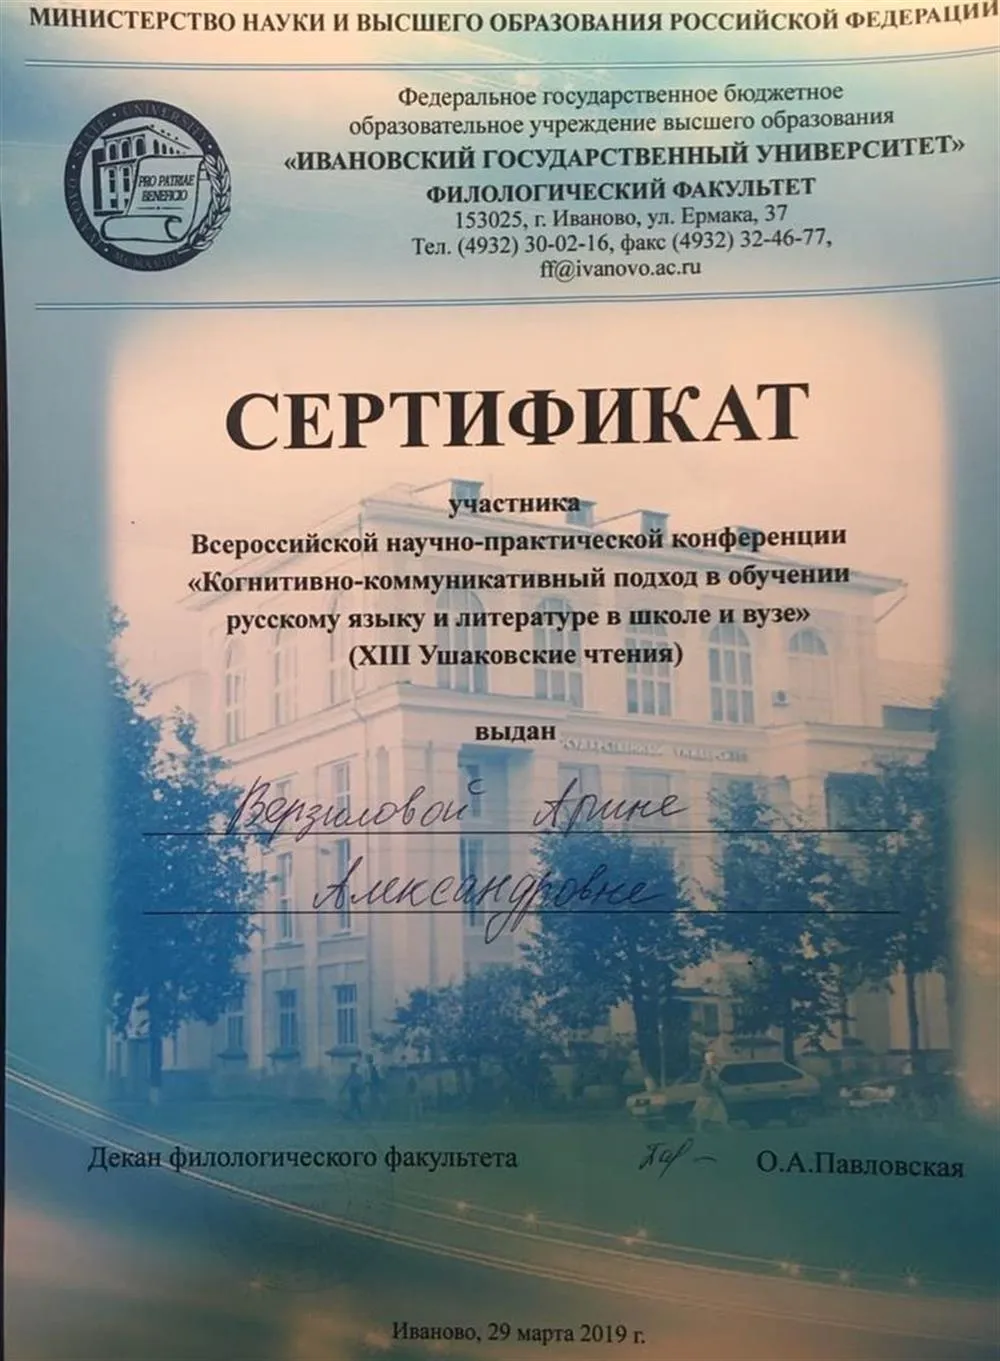 МИНИСТЕРСТВО НАУКИ И ВЫСШЕГО ОБРАЗОВАНИЯ РОССИЙСКОЙ ФЕДЕРАЦИИ
Федеральное государственное бюджетное
образовательное учреждение высшего образования
«ИВАНОВСКИЙ ГОСУДАРСТВЕННЫЙ УНИВЕРСИТЕТ»
ФИЛОЛОГИЧЕСКИЙ ФАКУЛЬТЕТ
153025, г. Иваново, ул. Ермака, 37
Тел. (4932) 30-02-16, факс (4932) 32-46-77,
ff@ivanovo.ac.ru
IVANOVO • STATE • UNIVERSITY
PRO PATRIAE
BENEFICIO
СЕРТИФИКАТ
участника
Всероссийской научно-практической конференции
«Когнитивно-коммуникативный подход в обучении
русскому языку и литературе в школе и вузе»
(XIII Ушаковские чтения)
выдан
Верзиловой Арине
Александровне
Декан филологического факультета
О.А.Павловская
Иваново, 29 марта 2019 г.